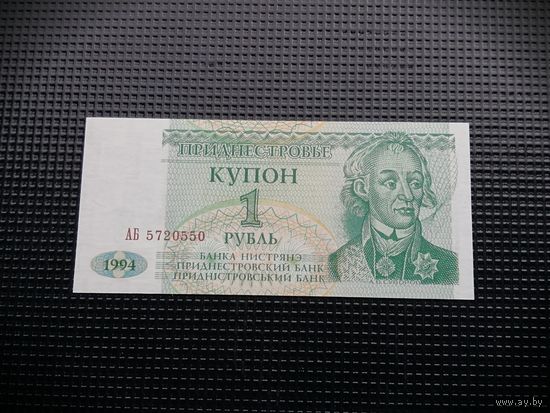 ПРИДНЕСТРОВЬЕ
КУПОН
1
АБ 5720550
РУБЛЬ
БАНКА НИСТРЯНЭ
1994
ПРИДНЕСТРОВСКИЙ БАНК
ПРИДНІСТРОВСЬКИЙ БАНК
www.ay.by